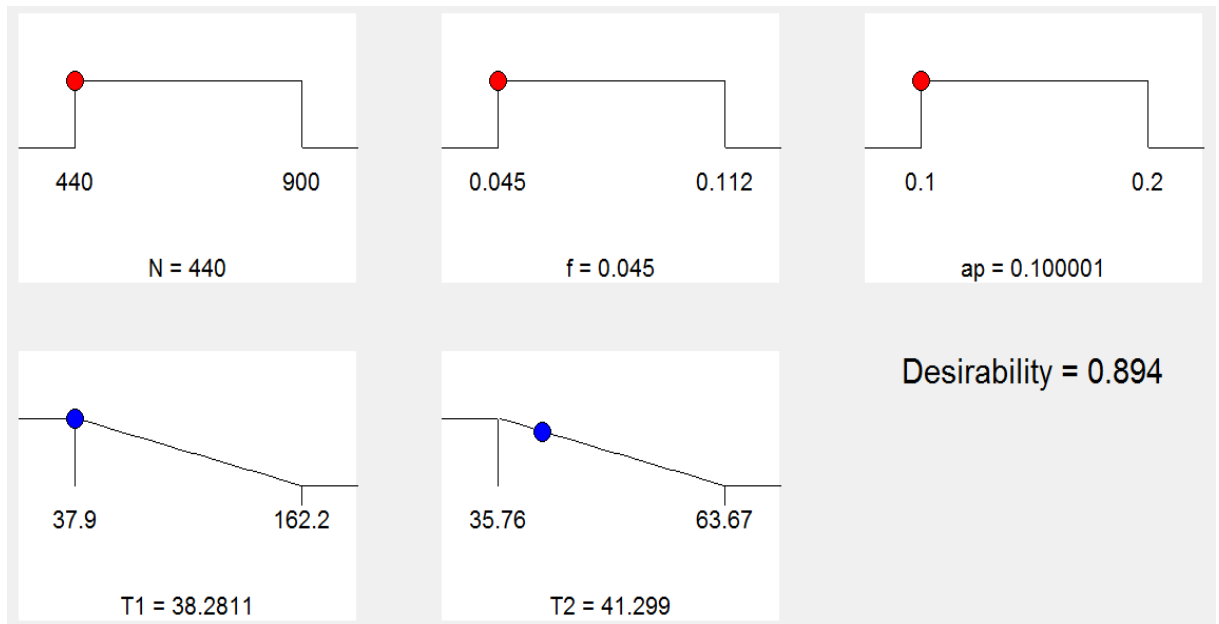 440 900
N = 440
0.045 0.112
f = 0.045
0.1 0.2
ap = 0.100001
37.9 162.2
T1 = 38.2811
35.76 63.67
T2 = 41.299
Desirability = 0.894